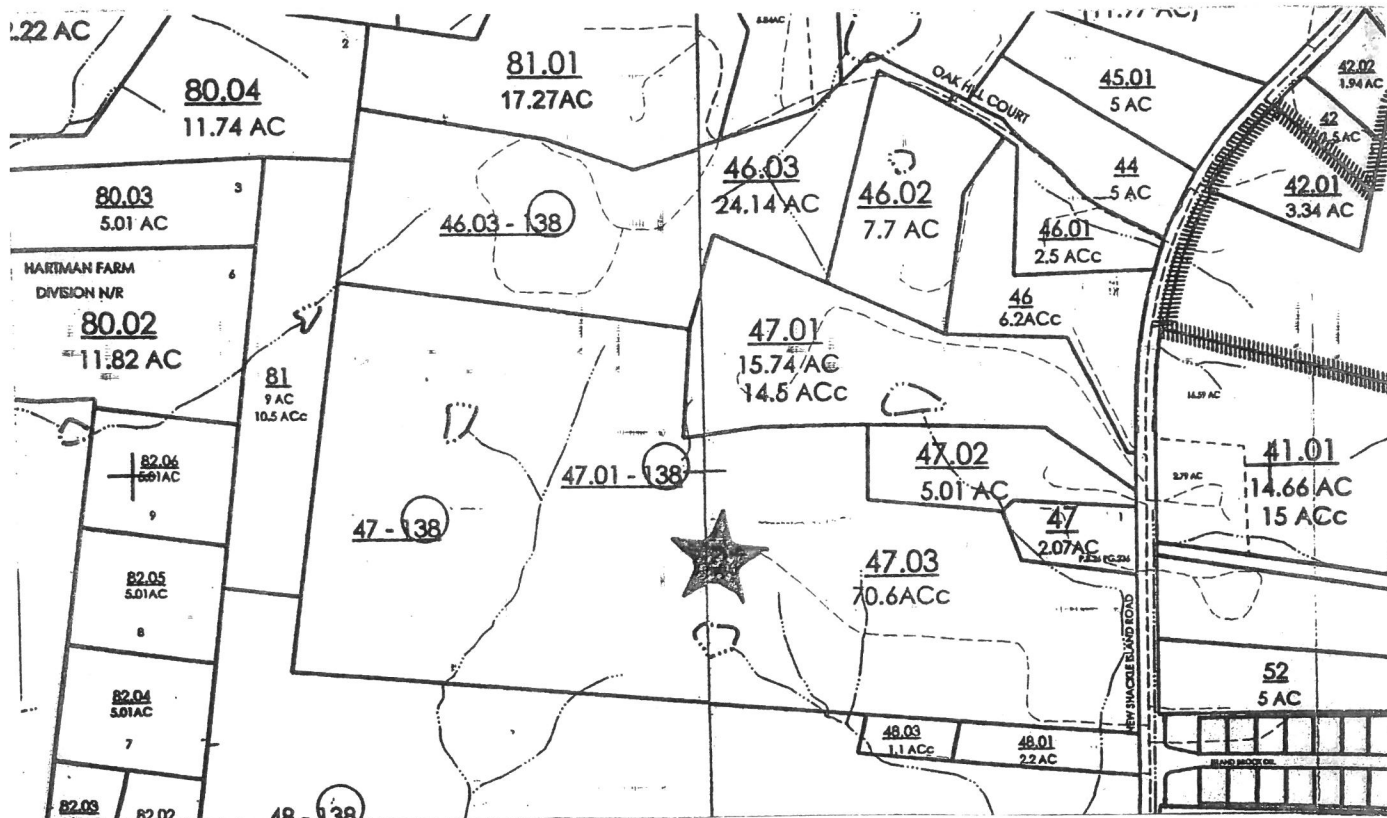 .22 AC
2
80.04
11.74 AC
81.01
17.27AC
OAK HILL COURT
45.01
5 AC
42.02
1.94 AC
42
44
5 AC
42.01
3.34 AC
80.03
5.01 AC
3
46.03 - 138
46.03
24.14 AC
46.02
7.7 AC
46.01
2.5 ACc
HARTMAN FARM
DIVISION N/R
6
80.02
11.82 AC
46
6.2ACc
47.01
15.74 AC
14.5 ACc
81
9 AC
10.5 ACc
82.06
5.01AC
9
47.01 - 138
47.02
5.01 AC
2.79 AC
41.01
14.66 AC
15 ACc
47 - 138
47
2.07AC
1
47.03
70.6ACc
82.05
5.01AC
8
NEW SHACKLE ISLAND ROAD
82.04
5.01AC
7
52
5 AC
48.03
1.1 ACc
48.01
2.2 AC
ISLAND BROOK DR.
82.03
82.02
48 - 138